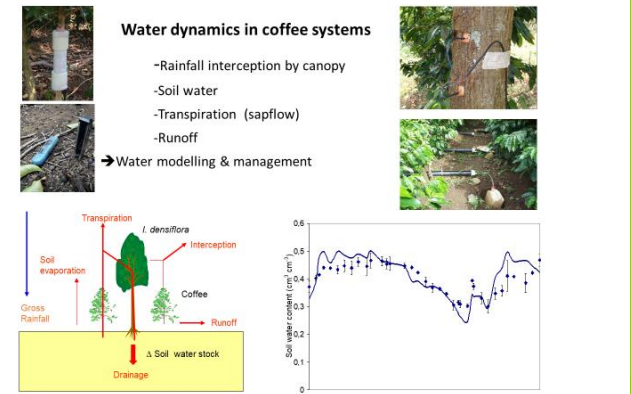 Water dynamics in coffee systems
-Rainfall interception by canopy
-Soil water
-Transpiration (sapflow)
-Runoff
➔Water modelling & management
Transpiration
I. densiflora
Interception
Soil
evaporation
Coffee
Gross
Rainfall
Runoff
Δ Soil water stock
Drainage
Soil water content (cm³ cm⁻³)
0,6
0,5
0,4
0,3
0,2
0,1
0